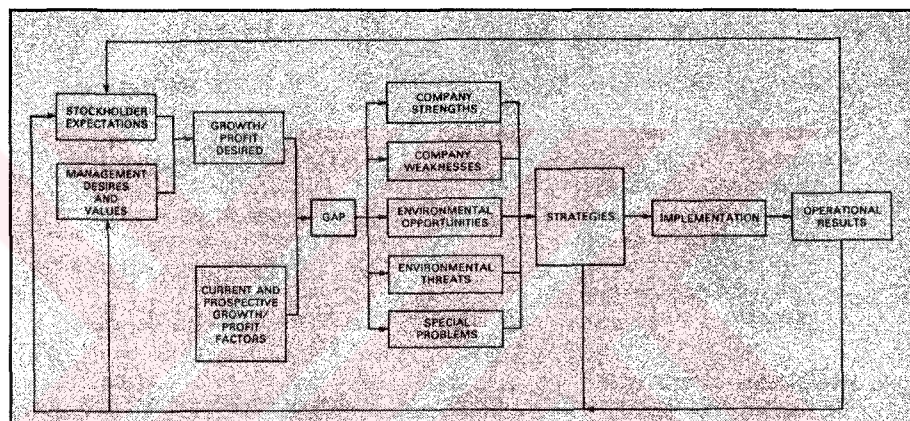 STOCKHOLDER
EXPECTATIONS
MANAGEMENT
DESIRES
AND
VALUES
GROWTH/
PROFIT
DESIRED
CURRENT AND
PROSPECTIVE
GROWTH/
PROFIT
FACTORS
GAP
COMPANY
STRENGTHS
COMPANY
WEAKNESSES
ENVIRONMENTAL
OPPORTUNITIES
ENVIRONMENTAL
THREATS
SPECIAL
PROBLEMS
STRATEGIES
IMPLEMENTATION
OPERATIONAL
RESULTS